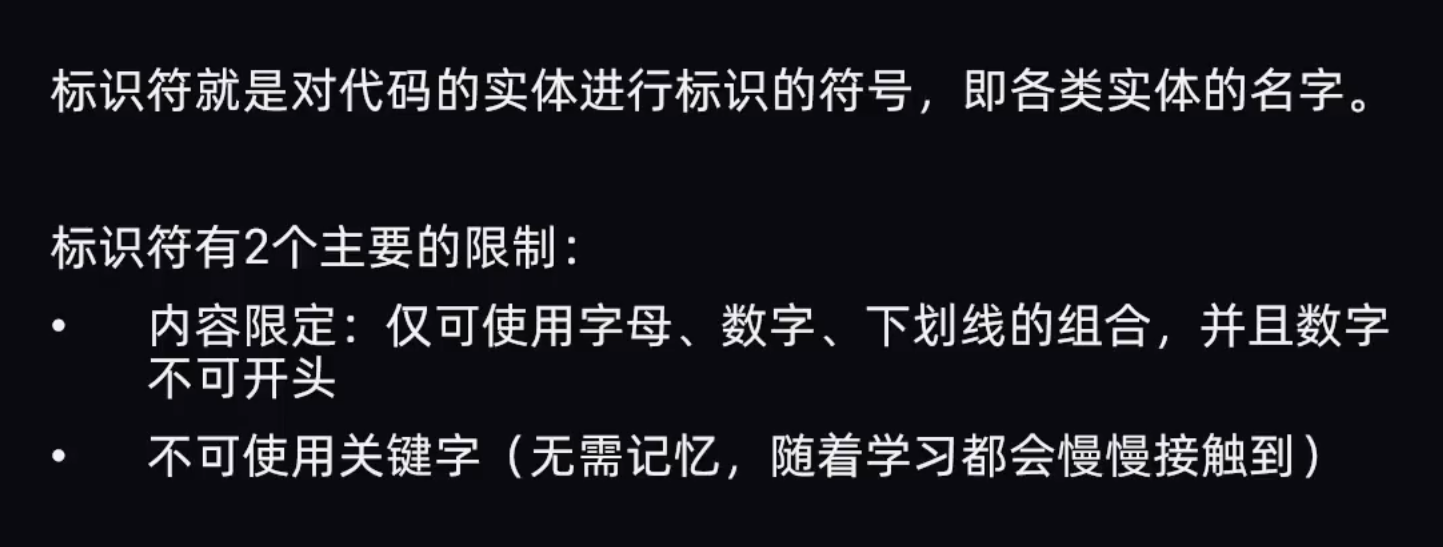 标识符就是对代码的实体进行标识的符号，即各类实体的名字。
标识符有2个主要的限制：
• 内容限定：仅可使用字母、数字、下划线的组合，并且数字
不可开头
• 不可使用关键字（无需记忆，随着学习都会慢慢接触到）